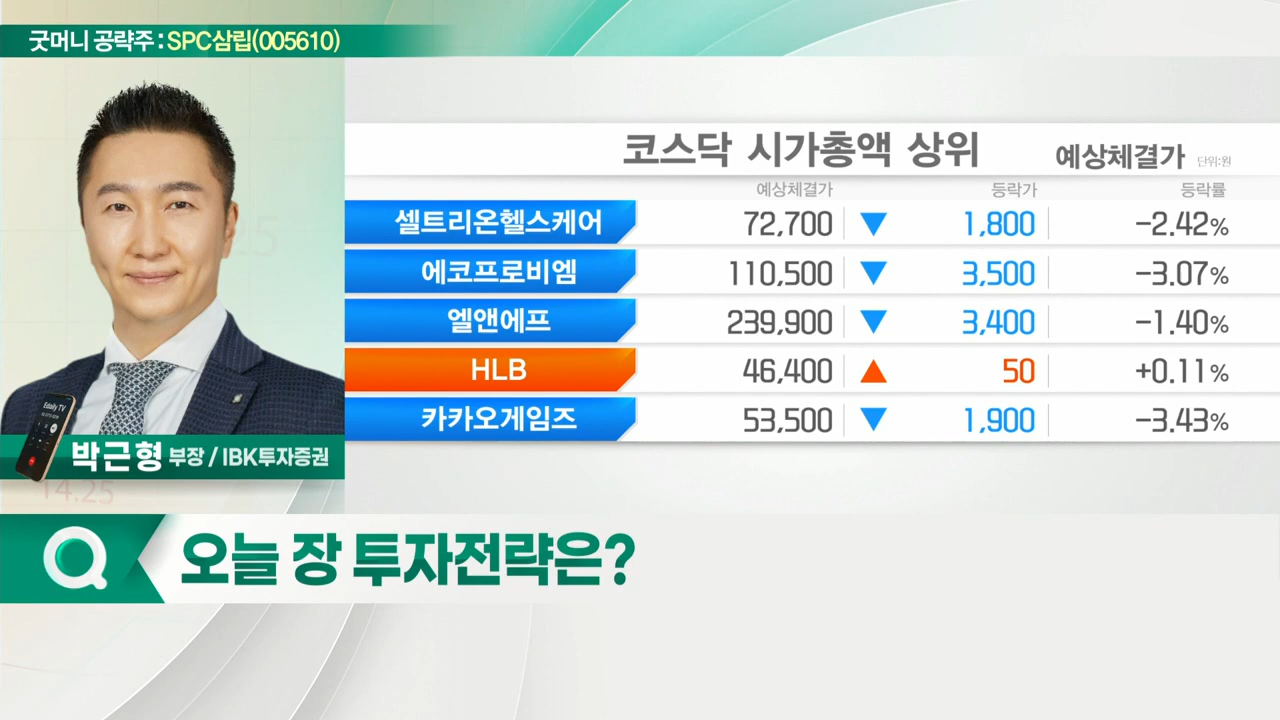 굿머니 공략주 : SPC삼립(005610)
코스닥 시가총액 상위 예상체결가 단위:원
예상체결가 등락가 등락률
셀트리온헬스케어 72,700 ▼ 1,800 -2.42%
에코프로비엠 110,500 ▼ 3,500 -3.07%
엘앤에프 239,900 ▼ 3,400 -1.40%
HLB 46,400 ▲ 50 +0.11%
카카오게임즈 53,500 ▼ 1,900 -3.43%
Edaily TV
박근형 부장 / IBK투자증권
14.25
오늘 장 투자전략은?